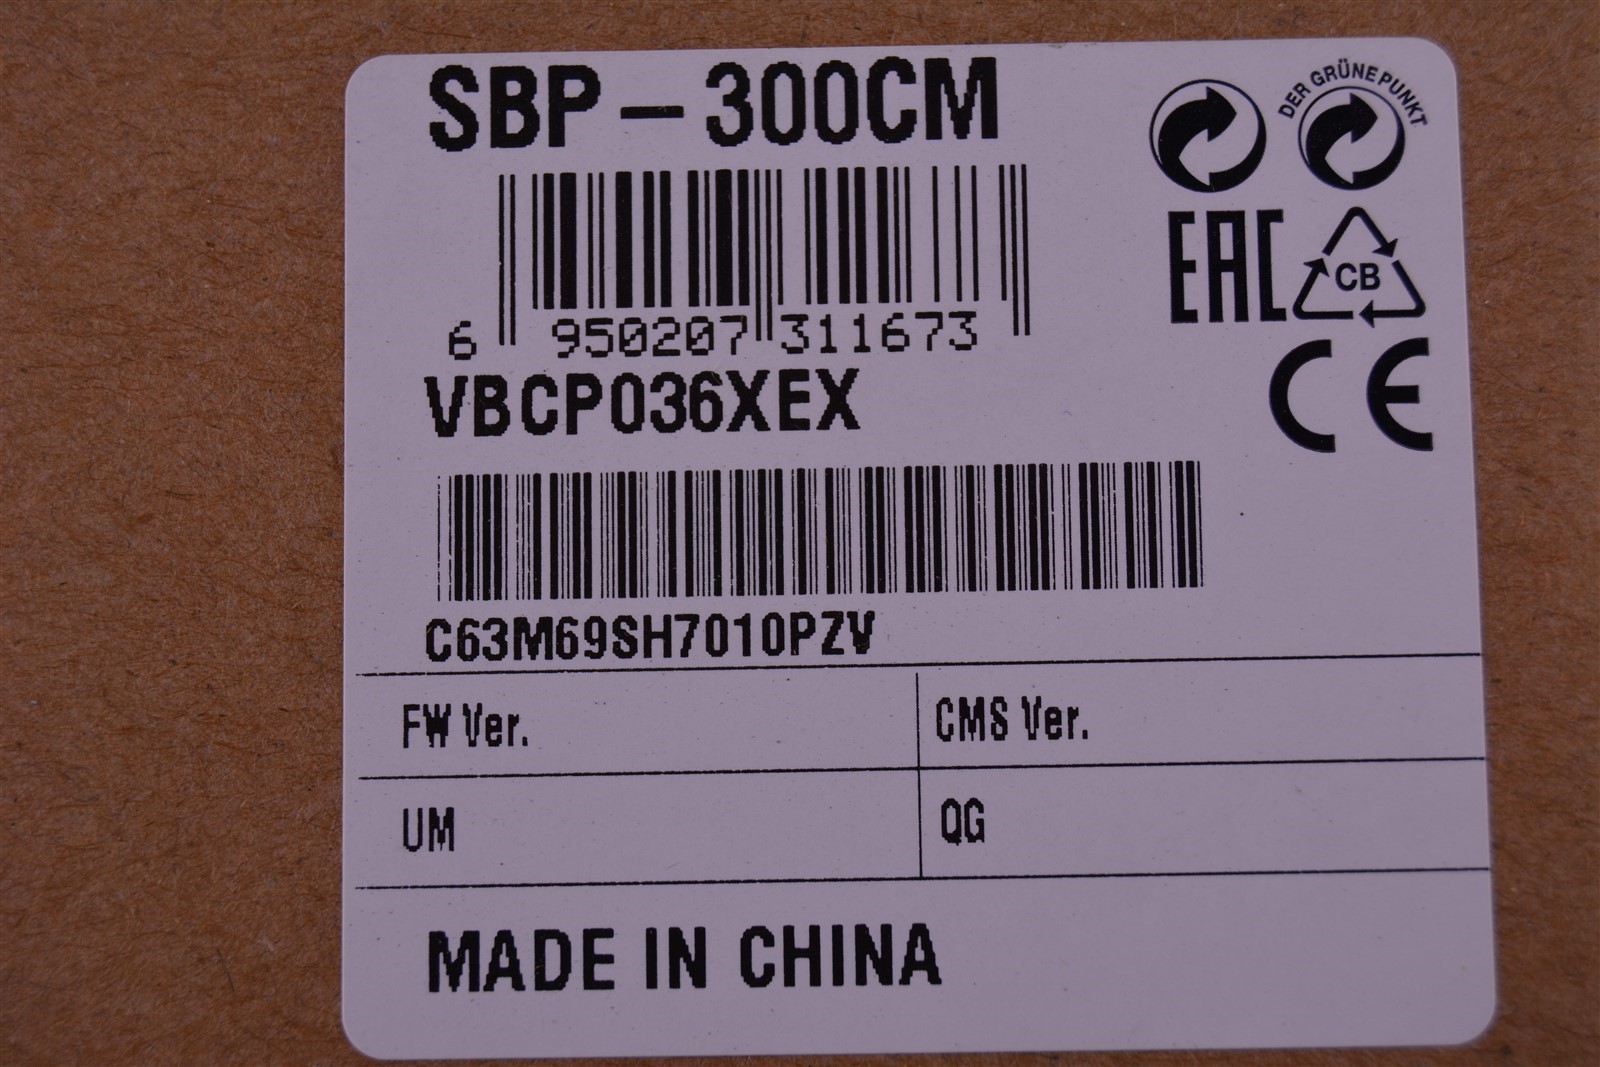 SBP-300CM
DER GRÜNE PUNKT
6 950207 311673
EAC
CB
VBCP036XEX
CE
C63M69SH7010PZV
FW Ver.
CMS Ver.
UM
QG
MADE IN CHINA